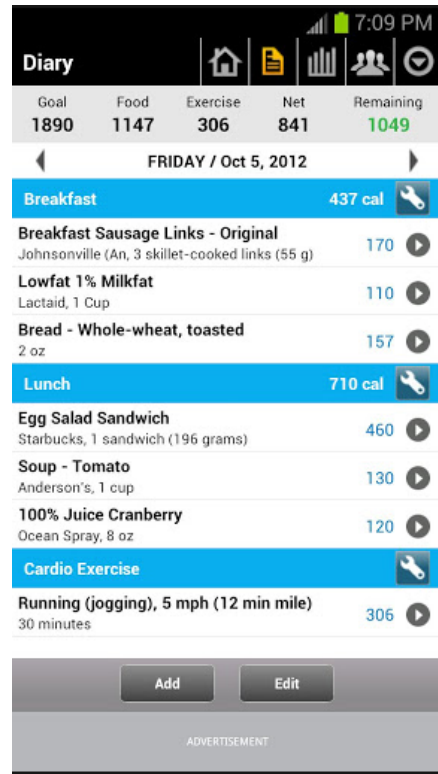 7:09 PM
Diary
Goal Food Exercise Net Remaining
1890 1147 306 841 1049
FRIDAY / Oct 5, 2012
Breakfast 437 cal
Breakfast Sausage Links - Original
Johnsonville (An, 3 skillet-cooked links (55 g) 170
Lowfat 1% Milkfat
Lactaid, 1 Cup 110
Bread - Whole-wheat, toasted
2 oz 157
Lunch 710 cal
Egg Salad Sandwich
Starbucks, 1 sandwich (196 grams) 460
Soup - Tomato
Anderson's, 1 cup 130
100% Juice Cranberry
Ocean Spray, 8 oz 120
Cardio Exercise
Running (jogging), 5 mph (12 min mile)
30 minutes 306
Add Edit
ADVERTISEMENT